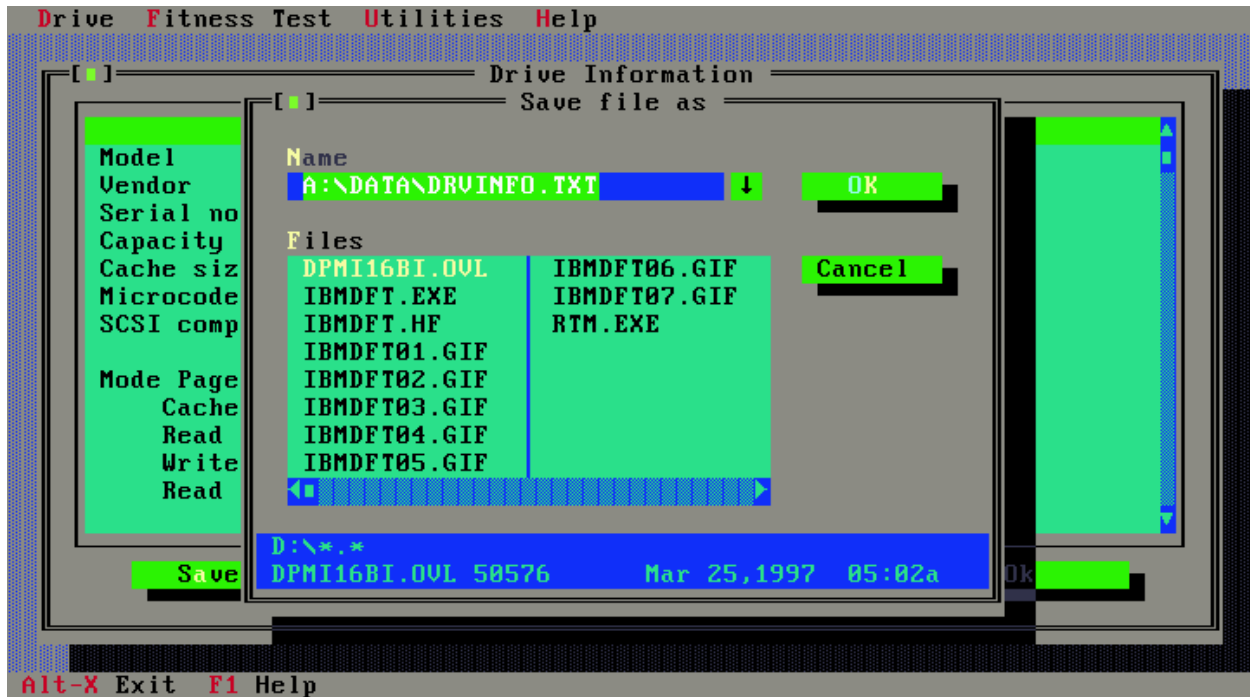 Drive Fitness Test Utilities Help
Drive Information
Save file as
Model
Vendor
Serial no
Capacity
Cache siz
Microcode
SCSI comp
Mode Page
Cache
Read
Write
Read
Name
A:\DATA\DRVINFO.TXT
OK
Files
DPMI16BI.OVL IBMDFT06.GIF
Cancel
IBMDFT.EXE IBMDFT07.GIF
IBMDFT.HF RTM.EXE
IBMDFT01.GIF
IBMDFT02.GIF
IBMDFT03.GIF
IBMDFT04.GIF
IBMDFT05.GIF
D:\*.*
DPMI16BI.OVL 50576 Mar 25,1997 05:02a
Save
Ok
Alt-X Exit F1 Help